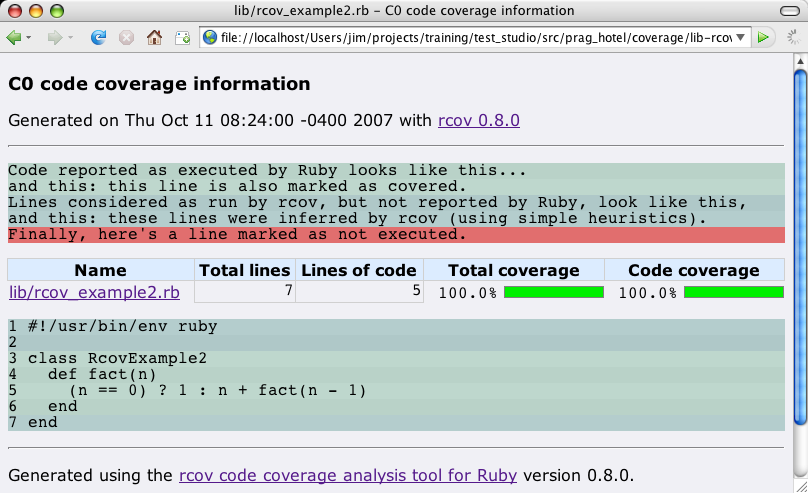 lib/rcov_example2.rb – C0 code coverage information
file://localhost/Users/jim/projects/training/test_studio/src/prag_hotel/coverage/lib-rcov
C0 code coverage information
Generated on Thu Oct 11 08:24:00 -0400 2007 with rcov 0.8.0
Code reported as executed by Ruby looks like this...
and this: this line is also marked as covered.
Lines considered as run by rcov, but not reported by Ruby, look like this,
and this: these lines were inferred by rcov (using simple heuristics).
Finally, here's a line marked as not executed.
Name Total lines Lines of code Total coverage Code coverage
lib/rcov_example2.rb 7 5 100.0% 100.0%
1 #!/usr/bin/env ruby
2
3 class RcovExample2
4   def fact(n)
5     (n == 0) ? 1 : n + fact(n - 1)
6   end
7 end
Generated using the rcov code coverage analysis tool for Ruby version 0.8.0.